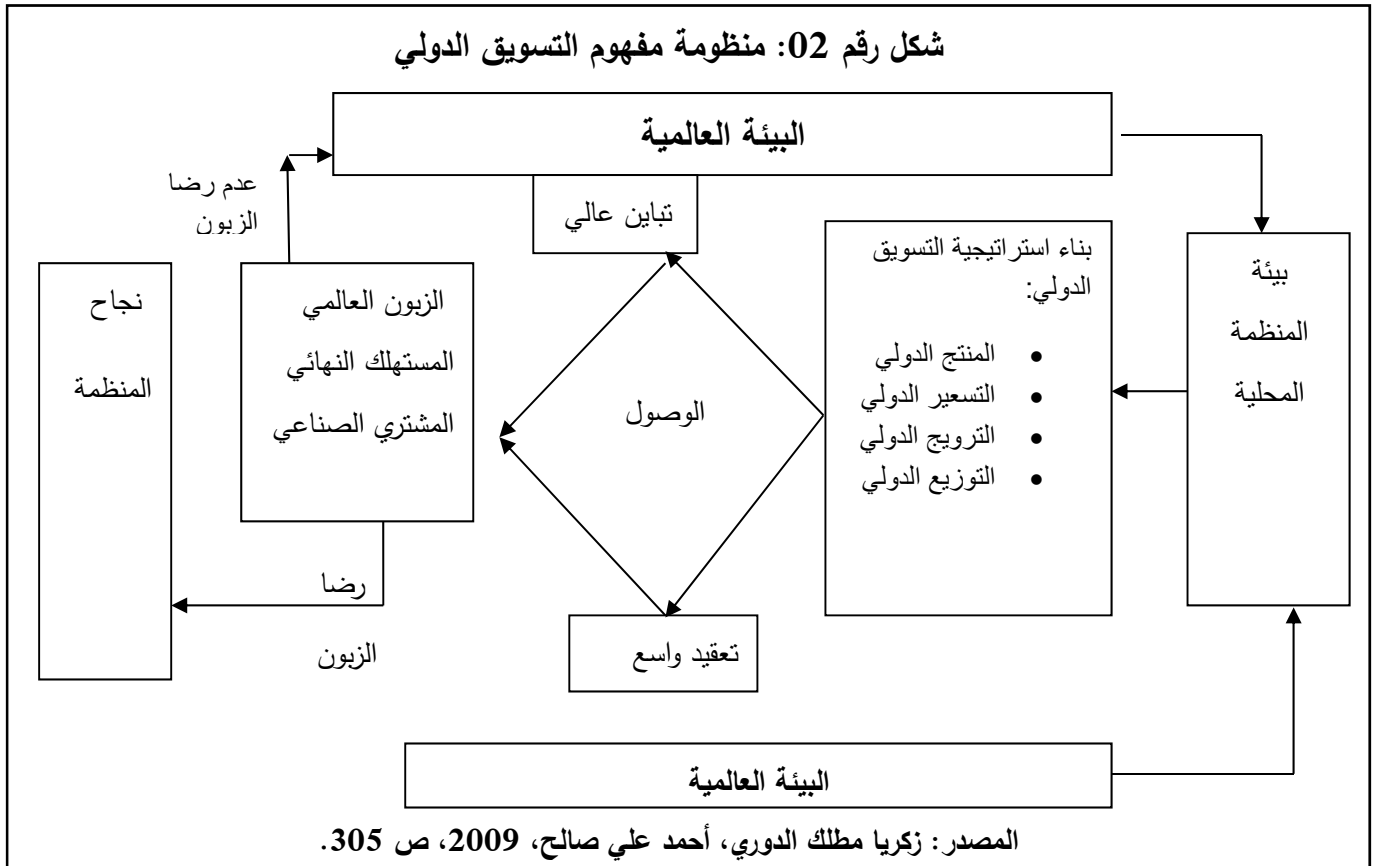 شكل رقم 02: منظومة مفهوم التسويق الدولي
البيئة العالمية
تباين عالي
عدم رضا
الزبون
بيئة
المنظمة
المحلية
بناء استراتيجية التسويق
الدولي:
• المنتج الدولي
• التسعير الدولي
• الترويج الدولي
• التوزيع الدولي
الوصول
الزبون العالمي
المستهلك النهائي
المشتري الصناعي
نجاح
المنظمة
رضا
الزبون
تعقيد واسع
البيئة العالمية
المصدر: زكريا مطلك الدوري، أحمد علي صالح، 2009، ص 305.